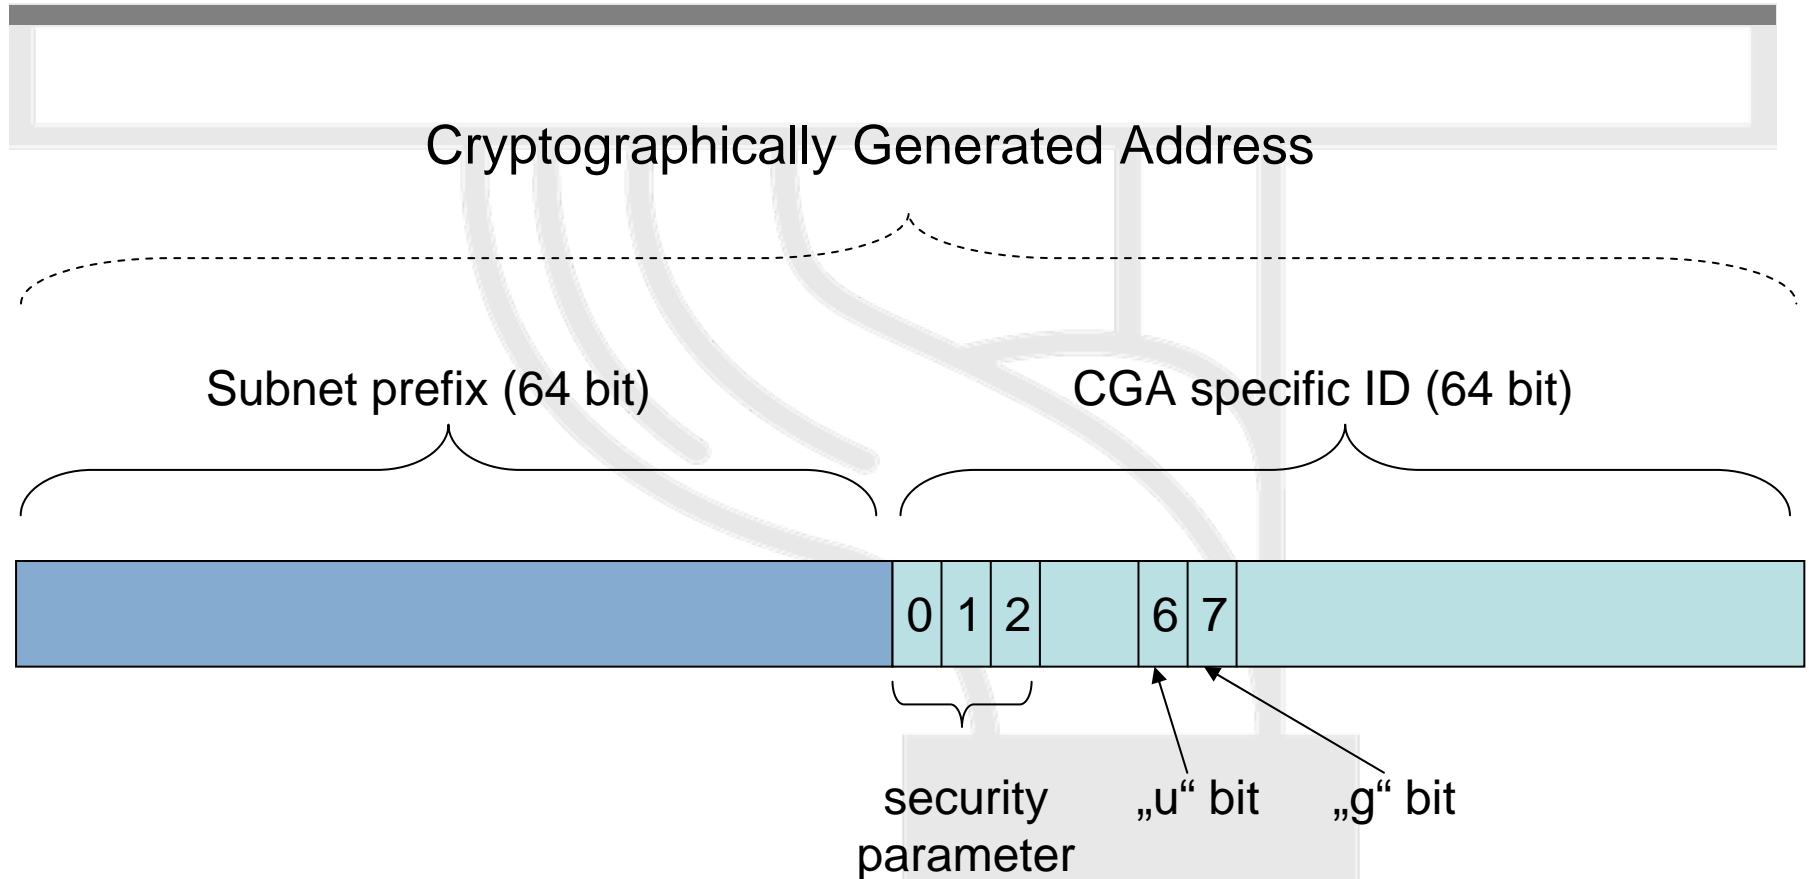 Cryptographically Generated Address
Subnet prefix (64 bit)
CGA specific ID (64 bit)
0 1 2 6 7
security
parameter
„u“ bit
„g“ bit